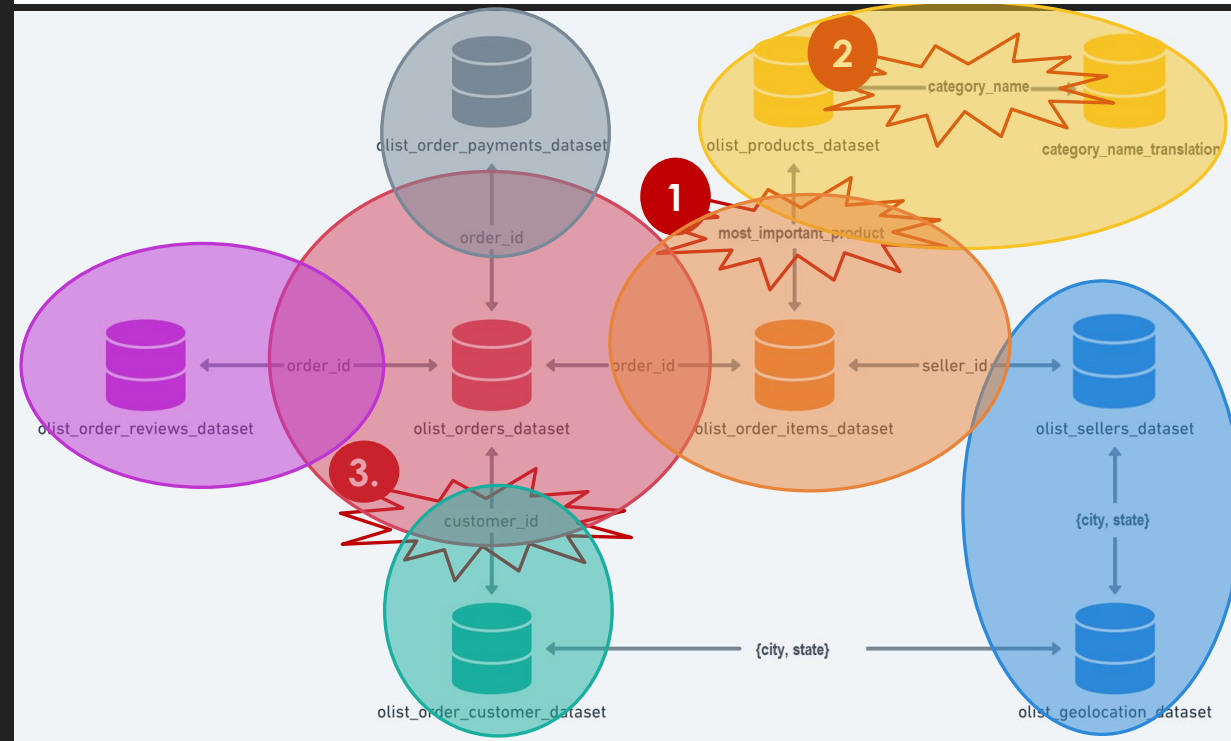 2
category_name
olist_order_payments_dataset
olist_products_dataset
category_name_translation
1
order_id
most_important_product
order_id
order_id
seller_id
olist_order_reviews_dataset
olist_orders_dataset
olist_order_items_dataset
olist_sellers_dataset
3.
customer_id
{city, state}
{city, state}
olist_order_customer_dataset
olist_geolocation_dataset